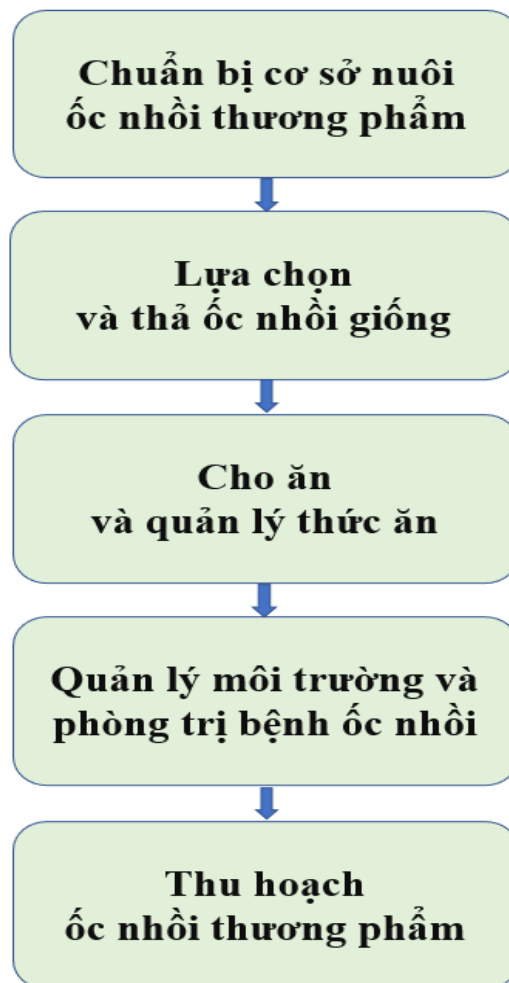 Chuẩn bị cơ sở nuôi
ốc nhồi thương phẩm
Lựa chọn
và thả ốc nhồi giống
Cho ăn
và quản lý thức ăn
Quản lý môi trường và
phòng trị bệnh ốc nhồi
Thu hoạch
ốc nhồi thương phẩm